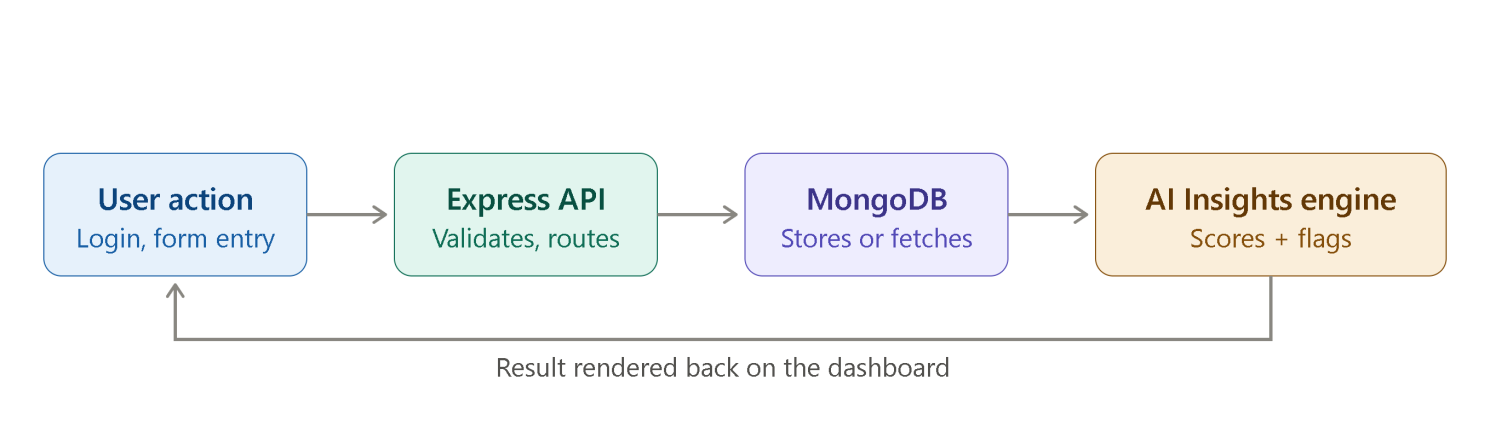 User action
Login, form entry
Express API
Validates, routes
MongoDB
Stores or fetches
AI Insights engine
Scores + flags
Result rendered back on the dashboard